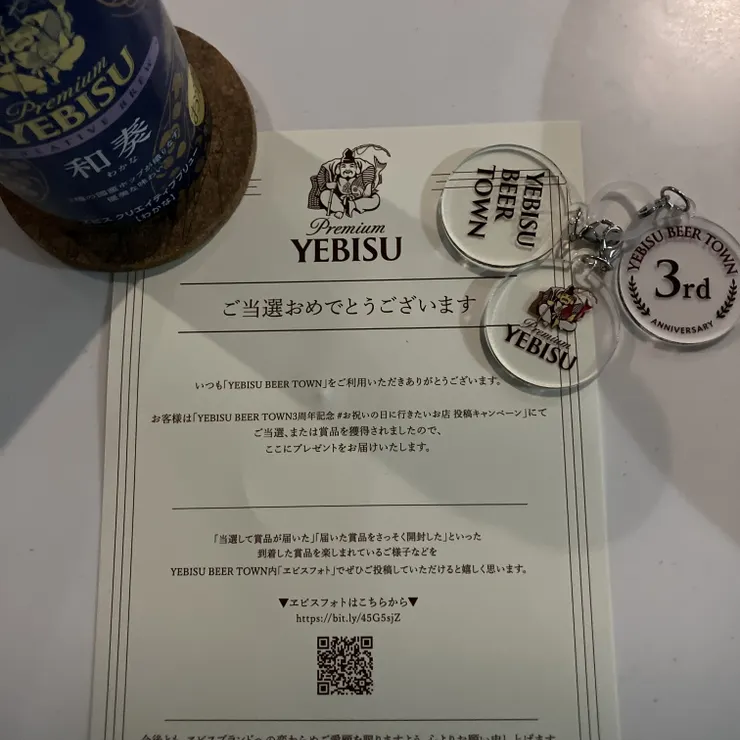 Premium
YEBISU
CREATIVE BREW
和奏
わかな
Premium
YEBISU
ご当選おめでとうございます
いつも「YEBISU BEER TOWN」をご利用いただきありがとうございます。
お客様は「YEBISU BEER TOWN3周年記念 #お祝いの日に行きたいお店 投稿キャンペーン」にて
ご当選、または賞品を獲得されましたので、
ここにプレゼントをお届けいたします。
「当選して賞品が届いた」「届いた賞品をさっそく開封した」といった
到着した賞品を楽しまれているご様子などを
YEBISU BEER TOWN内「ヱビスフォト」でぜひご投稿していただけると嬉しく思います。
▼ヱビスフォトはこちらから▼
https://bit.ly/45G5sjZ
YEBISU
BEER
TOWN
Premium
YEBISU
YEBISU BEER TOWN
3rd
ANNIVERSARY